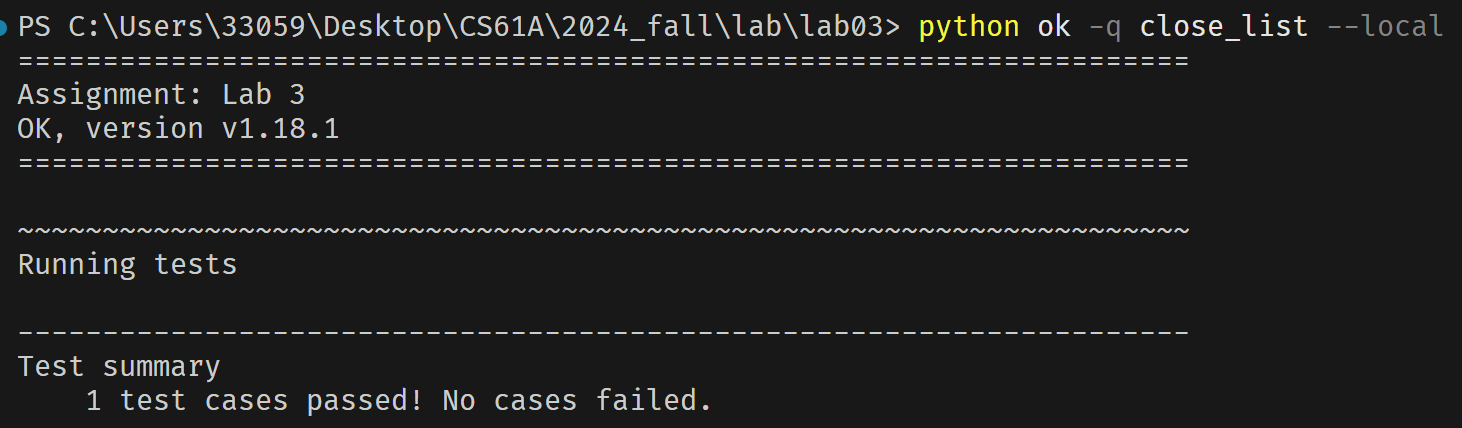 PS C:\Users\33059\Desktop\CS61A\2024_fall\lab\lab03> python ok -q close_list --local
=====================================================================
Assignment: Lab 3
OK, version v1.18.1
=====================================================================
~~~~~~~~~~~~~~~~~~~~~~~~~~~~~~~~~~~~~~~~~~~~~~~~~~~~~~~~~~~~~~~~~~~~~
Running tests
---------------------------------------------------------------------
Test summary
    1 test cases passed! No cases failed.